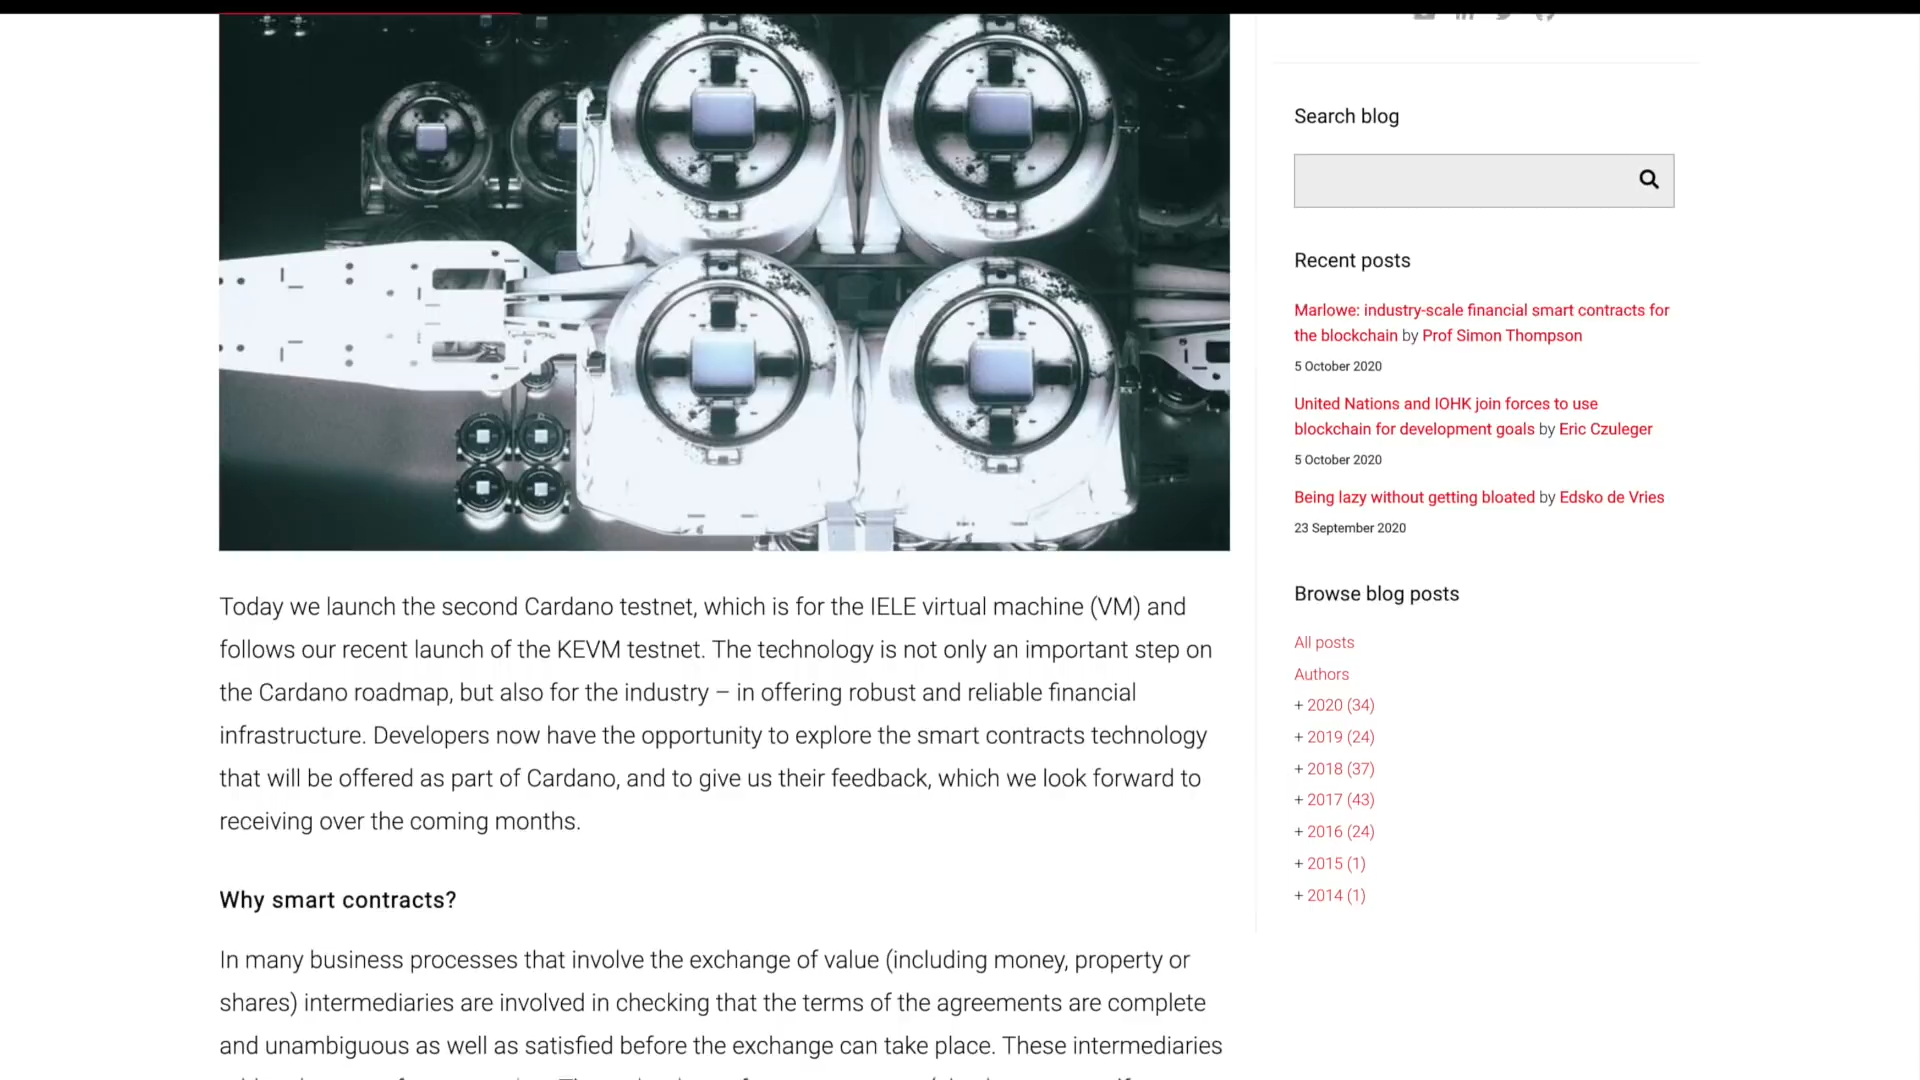 Today we launch the second Cardano testnet, which is for the IELE virtual machine (VM) and
follows our recent launch of the KEVM testnet. The technology is not only an important step on
the Cardano roadmap, but also for the industry – in offering robust and reliable financial
infrastructure. Developers now have the opportunity to explore the smart contracts technology
that will be offered as part of Cardano, and to give us their feedback, which we look forward to
receiving over the coming months.
Why smart contracts?
In many business processes that involve the exchange of value (including money, property or
shares) intermediaries are involved in checking that the terms of the agreements are complete
and unambiguous as well as satisfied before the exchange can take place. These intermediaries
Search blog
Recent posts
Marlowe: industry-scale financial smart contracts for
the blockchain by Prof Simon Thompson
5 October 2020
United Nations and IOHK join forces to use
blockchain for development goals by Eric Czuleger
5 October 2020
Being lazy without getting bloated by Edsko de Vries
23 September 2020
Browse blog posts
All posts
Authors
+ 2020 (34)
+ 2019 (24)
+ 2018 (37)
+ 2017 (43)
+ 2016 (24)
+ 2015 (1)
+ 2014 (1)